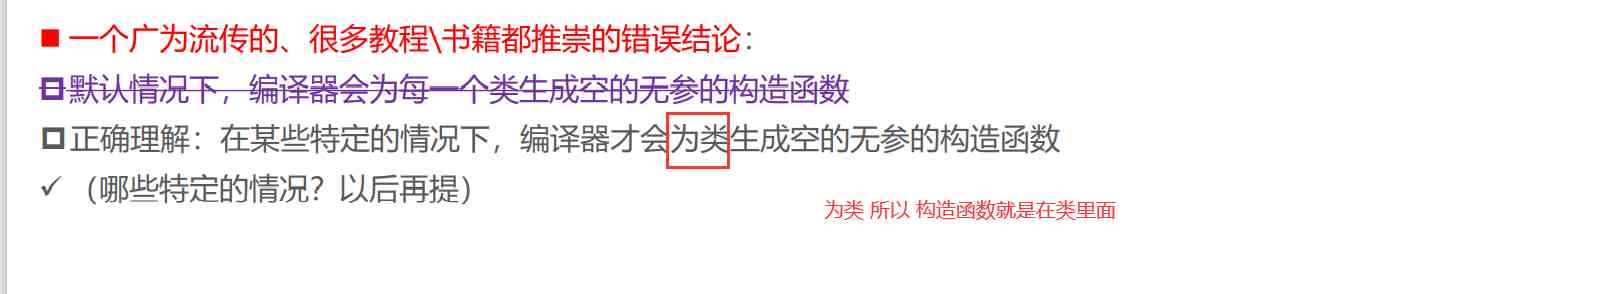 一个广为流传的、很多教程\书籍都推崇的错误结论：
默认情况下，编译器会为每一个类生成空的无参的构造函数
正确理解：在某些特定的情况下，编译器才会为类生成空的无参的构造函数
✓（哪些特定的情况？以后再提）
为类 所以 构造函数就是在类里面